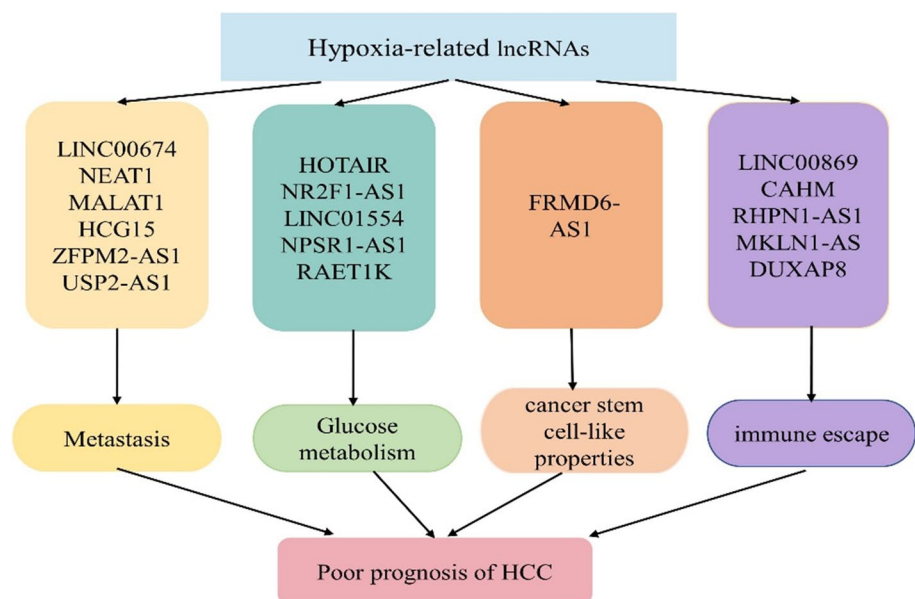 Hypoxia-related lncRNAs
LINC00674
NEAT1
MALAT1
HCG15
ZFPM2-AS1
USP2-AS1
HOTAIR
NR2F1-AS1
LINC01554
NPSR1-AS1
RAET1K
FRMD6-
AS1
LINC00869
CAHM
RHPN1-AS1
MKLN1-AS
DUXAP8
Metastasis
Glucose
metabolism
cancer stem
cell-like
properties
immune escape
Poor prognosis of HCC